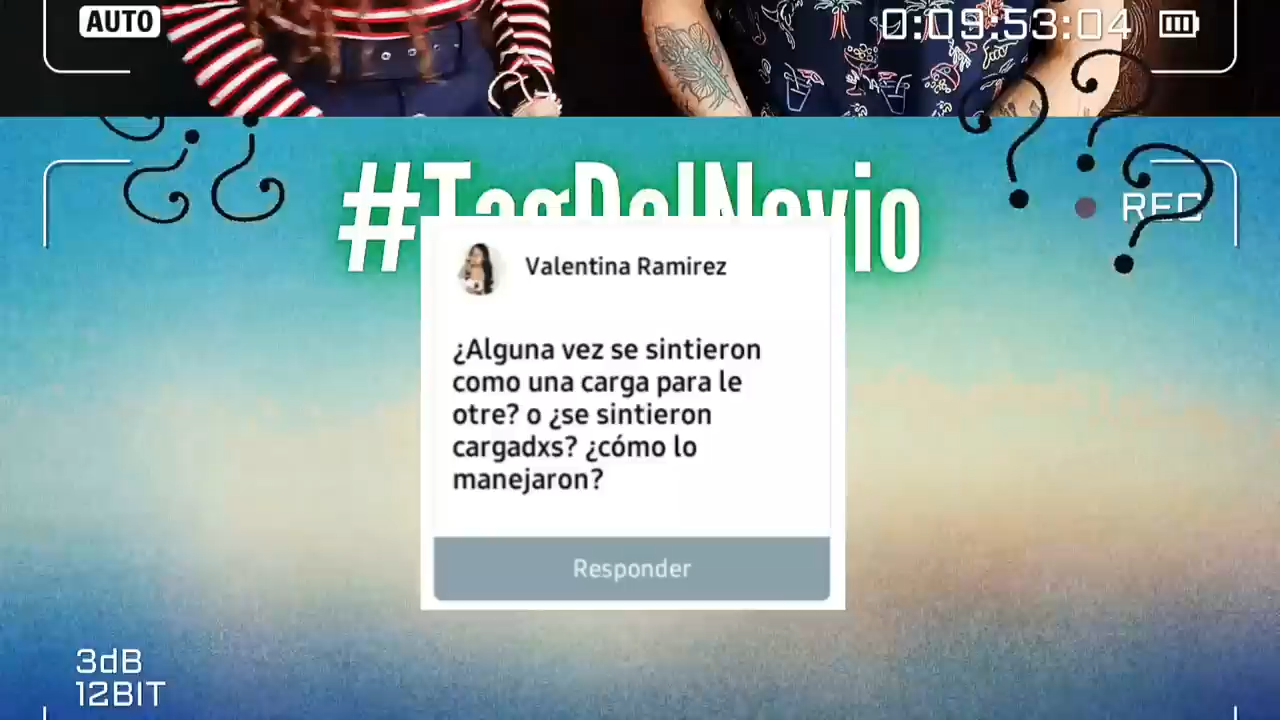 AUTO
0:09:53:04
#TagDelNovio
REC
Valentina Ramirez
¿Alguna vez se sintieron
como una carga para le
otre? o ¿se sintieron
cargadxs? ¿cómo lo
manejaron?
Responder
3dB
12BIT